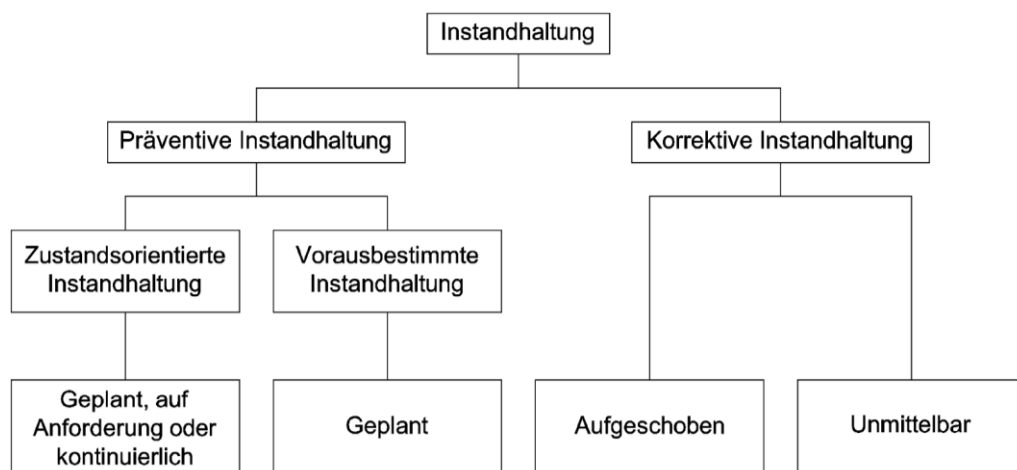 Instandhaltung
Präventive Instandhaltung
Korrektive Instandhaltung
Zustandsorientierte
Instandhaltung
Vorausbestimmte
Instandhaltung
Geplant, auf
Anforderung oder
kontinuierlich
Geplant
Aufgeschoben
Unmittelbar